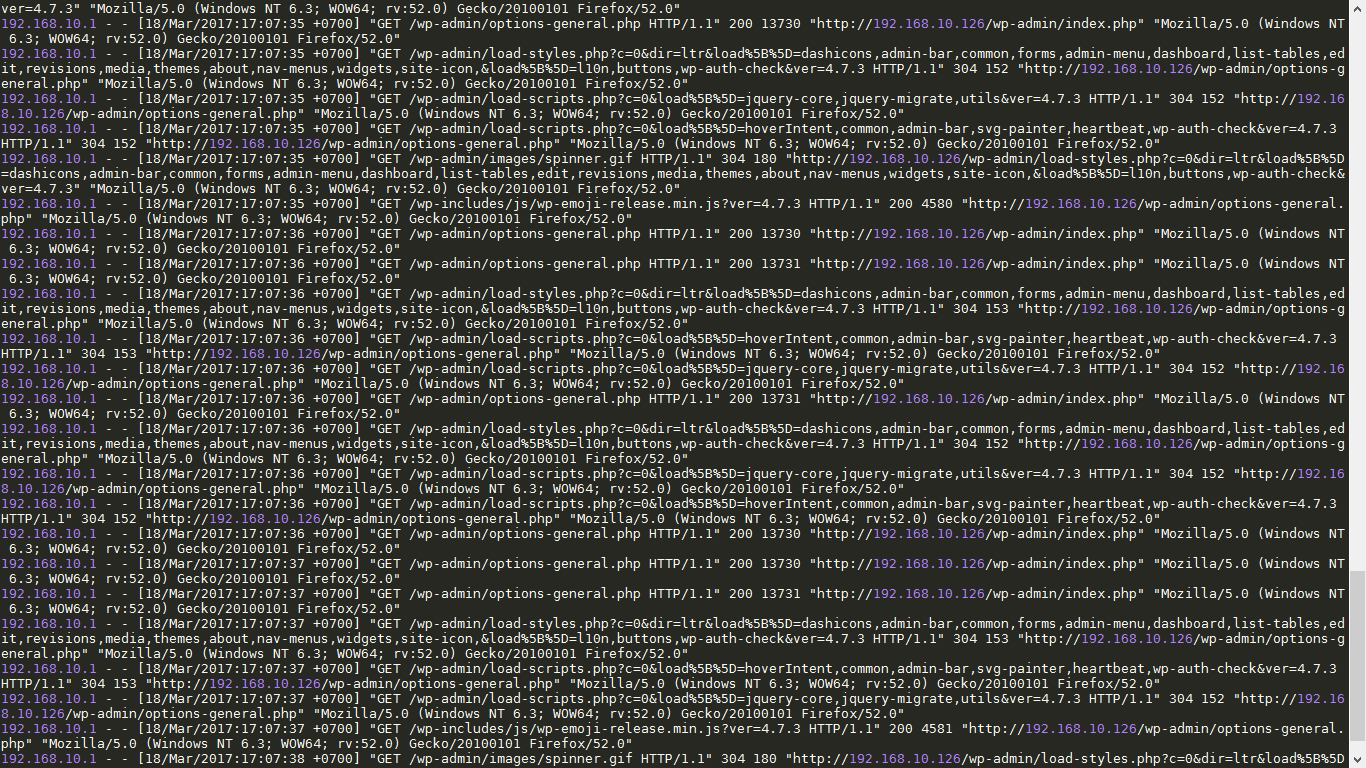 ver=4.7.3" "Mozilla/5.0 (Windows NT 6.3; WOW64; rv:52.0) Gecko/20100101 Firefox/52.0"
192.168.10.1 - - [18/Mar/2017:17:07:35 +0700] "GET /wp-admin/options-general.php HTTP/1.1" 200 13730 "http://192.168.10.126/wp-admin/index.php" "Mozilla/5.0 (Windows NT
 6.3; WOW64; rv:52.0) Gecko/20100101 Firefox/52.0"
192.168.10.1 - - [18/Mar/2017:17:07:35 +0700] "GET /wp-admin/load-styles.php?c=0&dir=ltr&load%5B%5D=dashicons,admin-bar,common,forms,admin-menu,dashboard,list-tables,ed
it,revisions,media,themes,about,nav-menus,widgets,site-icon,&load%5B%5D=l10n,buttons,wp-auth-check&ver=4.7.3 HTTP/1.1" 304 152 "http://192.168.10.126/wp-admin/options-g
eneral.php" "Mozilla/5.0 (Windows NT 6.3; WOW64; rv:52.0) Gecko/20100101 Firefox/52.0"
192.168.10.1 - - [18/Mar/2017:17:07:35 +0700] "GET /wp-admin/load-scripts.php?c=0&load%5B%5D=jquery-core,jquery-migrate,utils&ver=4.7.3 HTTP/1.1" 304 152 "http://192.16
8.10.126/wp-admin/options-general.php" "Mozilla/5.0 (Windows NT 6.3; WOW64; rv:52.0) Gecko/20100101 Firefox/52.0"
192.168.10.1 - - [18/Mar/2017:17:07:35 +0700] "GET /wp-admin/load-scripts.php?c=0&load%5B%5D=hoverIntent,common,admin-bar,svg-painter,heartbeat,wp-auth-check&ver=4.7.3
HTTP/1.1" 304 152 "http://192.168.10.126/wp-admin/options-general.php" "Mozilla/5.0 (Windows NT 6.3; WOW64; rv:52.0) Gecko/20100101 Firefox/52.0"
192.168.10.1 - - [18/Mar/2017:17:07:35 +0700] "GET /wp-admin/images/spinner.gif HTTP/1.1" 304 180 "http://192.168.10.126/wp-admin/load-styles.php?c=0&dir=ltr&load%5B%5D
=dashicons,admin-bar,common,forms,admin-menu,dashboard,list-tables,edit,revisions,media,themes,about,nav-menus,widgets,site-icon,&load%5B%5D=l10n,buttons,wp-auth-check&
ver=4.7.3" "Mozilla/5.0 (Windows NT 6.3; WOW64; rv:52.0) Gecko/20100101 Firefox/52.0"
192.168.10.1 - - [18/Mar/2017:17:07:35 +0700] "GET /wp-includes/js/wp-emoji-release.min.js?ver=4.7.3 HTTP/1.1" 200 4580 "http://192.168.10.126/wp-admin/options-general.
php" "Mozilla/5.0 (Windows NT 6.3; WOW64; rv:52.0) Gecko/20100101 Firefox/52.0"
192.168.10.1 - - [18/Mar/2017:17:07:36 +0700] "GET /wp-admin/options-general.php HTTP/1.1" 200 13730 "http://192.168.10.126/wp-admin/index.php" "Mozilla/5.0 (Windows NT
 6.3; WOW64; rv:52.0) Gecko/20100101 Firefox/52.0"
192.168.10.1 - - [18/Mar/2017:17:07:36 +0700] "GET /wp-admin/options-general.php HTTP/1.1" 200 13731 "http://192.168.10.126/wp-admin/index.php" "Mozilla/5.0 (Windows NT
 6.3; WOW64; rv:52.0) Gecko/20100101 Firefox/52.0"
192.168.10.1 - - [18/Mar/2017:17:07:36 +0700] "GET /wp-admin/load-styles.php?c=0&dir=ltr&load%5B%5D=dashicons,admin-bar,common,forms,admin-menu,dashboard,list-tables,ed
it,revisions,media,themes,about,nav-menus,widgets,site-icon,&load%5B%5D=l10n,buttons,wp-auth-check&ver=4.7.3 HTTP/1.1" 304 153 "http://192.168.10.126/wp-admin/options-g
eneral.php" "Mozilla/5.0 (Windows NT 6.3; WOW64; rv:52.0) Gecko/20100101 Firefox/52.0"
192.168.10.1 - - [18/Mar/2017:17:07:36 +0700] "GET /wp-admin/load-scripts.php?c=0&load%5B%5D=hoverIntent,common,admin-bar,svg-painter,heartbeat,wp-auth-check&ver=4.7.3
HTTP/1.1" 304 153 "http://192.168.10.126/wp-admin/options-general.php" "Mozilla/5.0 (Windows NT 6.3; WOW64; rv:52.0) Gecko/20100101 Firefox/52.0"
192.168.10.1 - - [18/Mar/2017:17:07:36 +0700] "GET /wp-admin/load-scripts.php?c=0&load%5B%5D=jquery-core,jquery-migrate,utils&ver=4.7.3 HTTP/1.1" 304 152 "http://192.16
8.10.126/wp-admin/options-general.php" "Mozilla/5.0 (Windows NT 6.3; WOW64; rv:52.0) Gecko/20100101 Firefox/52.0"
192.168.10.1 - - [18/Mar/2017:17:07:36 +0700] "GET /wp-admin/options-general.php HTTP/1.1" 200 13731 "http://192.168.10.126/wp-admin/index.php" "Mozilla/5.0 (Windows NT
 6.3; WOW64; rv:52.0) Gecko/20100101 Firefox/52.0"
192.168.10.1 - - [18/Mar/2017:17:07:36 +0700] "GET /wp-admin/load-styles.php?c=0&dir=ltr&load%5B%5D=dashicons,admin-bar,common,forms,admin-menu,dashboard,list-tables,ed
it,revisions,media,themes,about,nav-menus,widgets,site-icon,&load%5B%5D=l10n,buttons,wp-auth-check&ver=4.7.3 HTTP/1.1" 304 152 "http://192.168.10.126/wp-admin/options-g
eneral.php" "Mozilla/5.0 (Windows NT 6.3; WOW64; rv:52.0) Gecko/20100101 Firefox/52.0"
192.168.10.1 - - [18/Mar/2017:17:07:36 +0700] "GET /wp-admin/load-scripts.php?c=0&load%5B%5D=jquery-core,jquery-migrate,utils&ver=4.7.3 HTTP/1.1" 304 152 "http://192.16
8.10.126/wp-admin/options-general.php" "Mozilla/5.0 (Windows NT 6.3; WOW64; rv:52.0) Gecko/20100101 Firefox/52.0"
192.168.10.1 - - [18/Mar/2017:17:07:36 +0700] "GET /wp-admin/load-scripts.php?c=0&load%5B%5D=hoverIntent,common,admin-bar,svg-painter,heartbeat,wp-auth-check&ver=4.7.3
HTTP/1.1" 304 152 "http://192.168.10.126/wp-admin/options-general.php" "Mozilla/5.0 (Windows NT 6.3; WOW64; rv:52.0) Gecko/20100101 Firefox/52.0"
192.168.10.1 - - [18/Mar/2017:17:07:36 +0700] "GET /wp-admin/options-general.php HTTP/1.1" 200 13730 "http://192.168.10.126/wp-admin/index.php" "Mozilla/5.0 (Windows NT
 6.3; WOW64; rv:52.0) Gecko/20100101 Firefox/52.0"
192.168.10.1 - - [18/Mar/2017:17:07:37 +0700] "GET /wp-admin/options-general.php HTTP/1.1" 200 13730 "http://192.168.10.126/wp-admin/index.php" "Mozilla/5.0 (Windows NT
 6.3; WOW64; rv:52.0) Gecko/20100101 Firefox/52.0"
192.168.10.1 - - [18/Mar/2017:17:07:37 +0700] "GET /wp-admin/options-general.php HTTP/1.1" 200 13731 "http://192.168.10.126/wp-admin/index.php" "Mozilla/5.0 (Windows NT
 6.3; WOW64; rv:52.0) Gecko/20100101 Firefox/52.0"
192.168.10.1 - - [18/Mar/2017:17:07:37 +0700] "GET /wp-admin/load-styles.php?c=0&dir=ltr&load%5B%5D=dashicons,admin-bar,common,forms,admin-menu,dashboard,list-tables,ed
it,revisions,media,themes,about,nav-menus,widgets,site-icon,&load%5B%5D=l10n,buttons,wp-auth-check&ver=4.7.3 HTTP/1.1" 304 153 "http://192.168.10.126/wp-admin/options-g
eneral.php" "Mozilla/5.0 (Windows NT 6.3; WOW64; rv:52.0) Gecko/20100101 Firefox/52.0"
192.168.10.1 - - [18/Mar/2017:17:07:37 +0700] "GET /wp-admin/load-scripts.php?c=0&load%5B%5D=hoverIntent,common,admin-bar,svg-painter,heartbeat,wp-auth-check&ver=4.7.3
HTTP/1.1" 304 153 "http://192.168.10.126/wp-admin/options-general.php" "Mozilla/5.0 (Windows NT 6.3; WOW64; rv:52.0) Gecko/20100101 Firefox/52.0"
192.168.10.1 - - [18/Mar/2017:17:07:37 +0700] "GET /wp-admin/load-scripts.php?c=0&load%5B%5D=jquery-core,jquery-migrate,utils&ver=4.7.3 HTTP/1.1" 304 152 "http://192.16
8.10.126/wp-admin/options-general.php" "Mozilla/5.0 (Windows NT 6.3; WOW64; rv:52.0) Gecko/20100101 Firefox/52.0"
192.168.10.1 - - [18/Mar/2017:17:07:37 +0700] "GET /wp-includes/js/wp-emoji-release.min.js?ver=4.7.3 HTTP/1.1" 200 4581 "http://192.168.10.126/wp-admin/options-general.
php" "Mozilla/5.0 (Windows NT 6.3; WOW64; rv:52.0) Gecko/20100101 Firefox/52.0"
192.168.10.1 - - [18/Mar/2017:17:07:38 +0700] "GET /wp-admin/images/spinner.gif HTTP/1.1" 304 180 "http://192.168.10.126/wp-admin/load-styles.php?c=0&dir=ltr&load%5B%5D